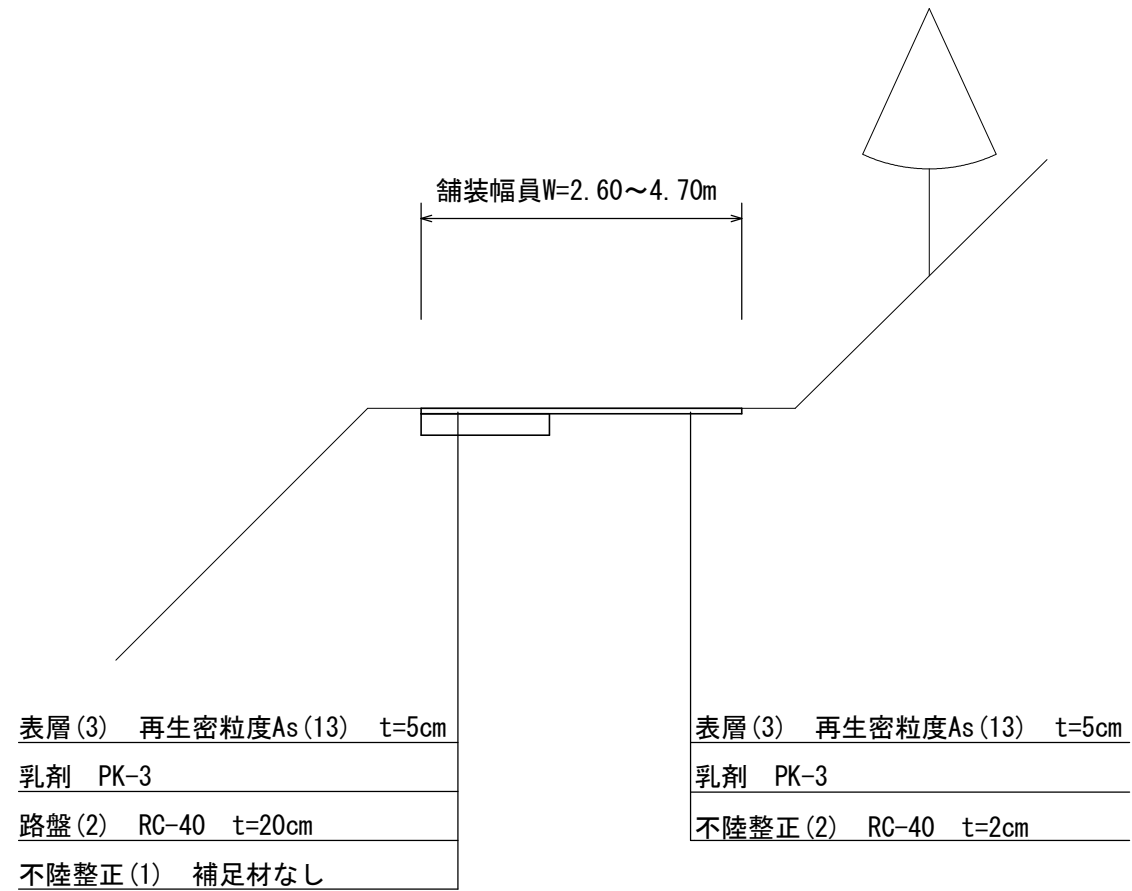 舗装幅員W=2.60～4.70m
表層(3)　再生密粒度As(13)　t=5cm
乳剤　PK-3
路盤(2)　RC-40　t=20cm
不陸整正(1)　補足材なし
表層(3)　再生密粒度As(13)　t=5cm
乳剤　PK-3
不陸整正(2)　RC-40　t=2cm